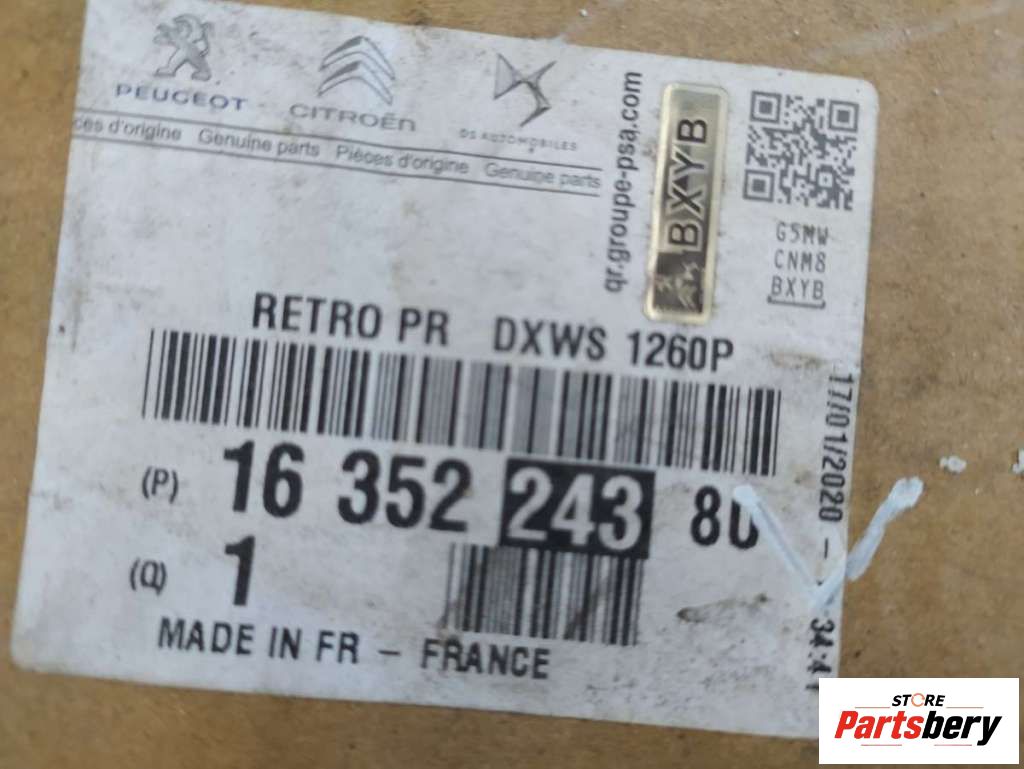 PEUGEOT CITROËN DS AUTOMOBILES
ces d'origine Genuine parts Pièces d'origine Genuine parts
qr.groupe-psa.com
BXYB
G5MW
CNM8
BXYB
RETRO PR DXWS 1260P
(P) 16 352 243 80
(Q) 1
MADE IN FR - FRANCE
17/01/2020 -
STORE
Partsbery